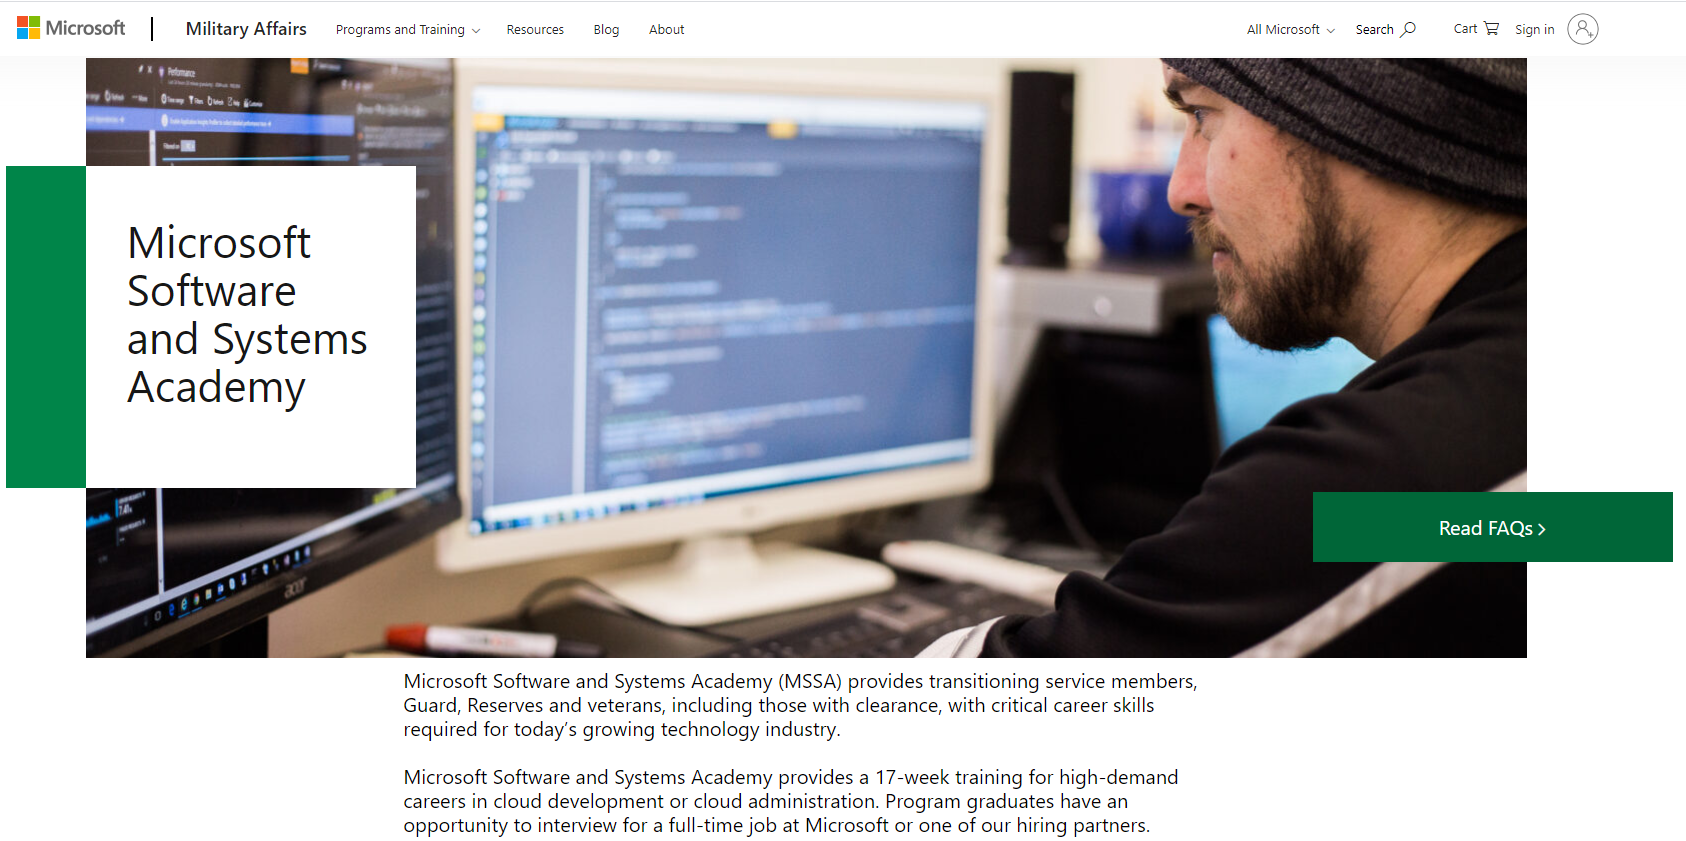 Microsoft
Military Affairs
Programs and Training
Resources
Blog
About
All Microsoft
Search
Cart
Sign in
Performance
Microsoft
Software
and Systems
Academy
acer
Read FAQs
Microsoft Software and Systems Academy (MSSA) provides transitioning service members,
Guard, Reserves and veterans, including those with clearance, with critical career skills
required for today’s growing technology industry.
Microsoft Software and Systems Academy provides a 17-week training for high-demand
careers in cloud development or cloud administration. Program graduates have an
opportunity to interview for a full-time job at Microsoft or one of our hiring partners.